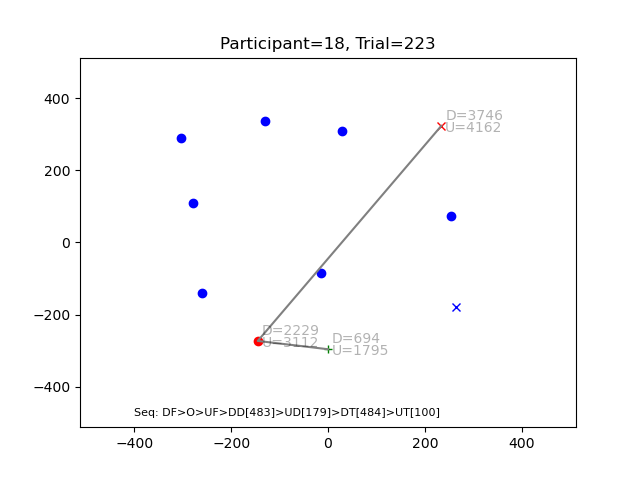 Participant=18, Trial=223
D=3746
U=4162
D=2229
U=3112
D=694
U=1795
Seq: DF>O>UF>DD[483]>UD[179]>DT[484]>UT[100]
400
200
0
−200
−400
−400
−200
0
200
400